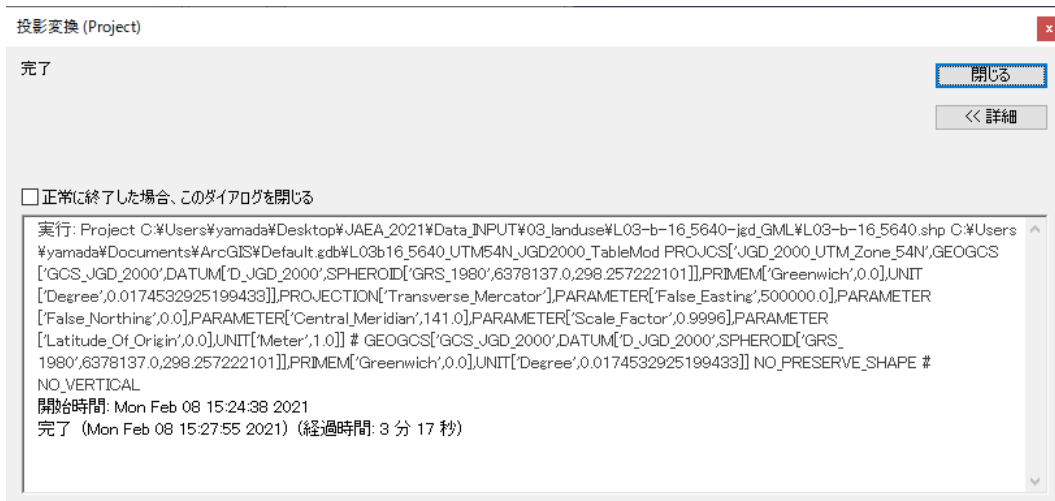 投影変換 (Project)
x
完了
閉じる
<< 詳細
正常に終了した場合、このダイアログを閉じる
実行: Project C:¥Users¥yamada¥Desktop¥JAEA_2021¥Data_INPUT¥03_landuse¥L03-b-16_5640-jgd_GML¥L03-b-16_5640.shp C:¥Users
¥yamada¥Documents¥ArcGIS¥Default.gdb¥L03b16_5640_UTM54N_JGD2000_TableMod PROJCS['JGD_2000_UTM_Zone_54N',GEOGCS
['GCS_JGD_2000',DATUM['D_JGD_2000',SPHEROID['GRS_1980',6378137.0,298.257222101]],PRIMEM['Greenwich',0.0],UNIT
['Degree',0.0174532925199433]],PROJECTION['Transverse_Mercator'],PARAMETER['False_Easting',500000.0],PARAMETER
['False_Northing',0.0],PARAMETER['Central_Meridian',141.0],PARAMETER['Scale_Factor',0.9996],PARAMETER
['Latitude_Of_Origin',0.0],UNIT['Meter',1.0]] # GEOGCS['GCS_JGD_2000',DATUM['D_JGD_2000',SPHEROID['GRS_
1980',6378137.0,298.257222101]],PRIMEM['Greenwich',0.0],UNIT['Degree',0.0174532925199433]] NO_PRESERVE_SHAPE #
NO_VERTICAL
開始時間: Mon Feb 08 15:24:38 2021
完了 (Mon Feb 08 15:27:55 2021) (経過時間: 3 分 17 秒)